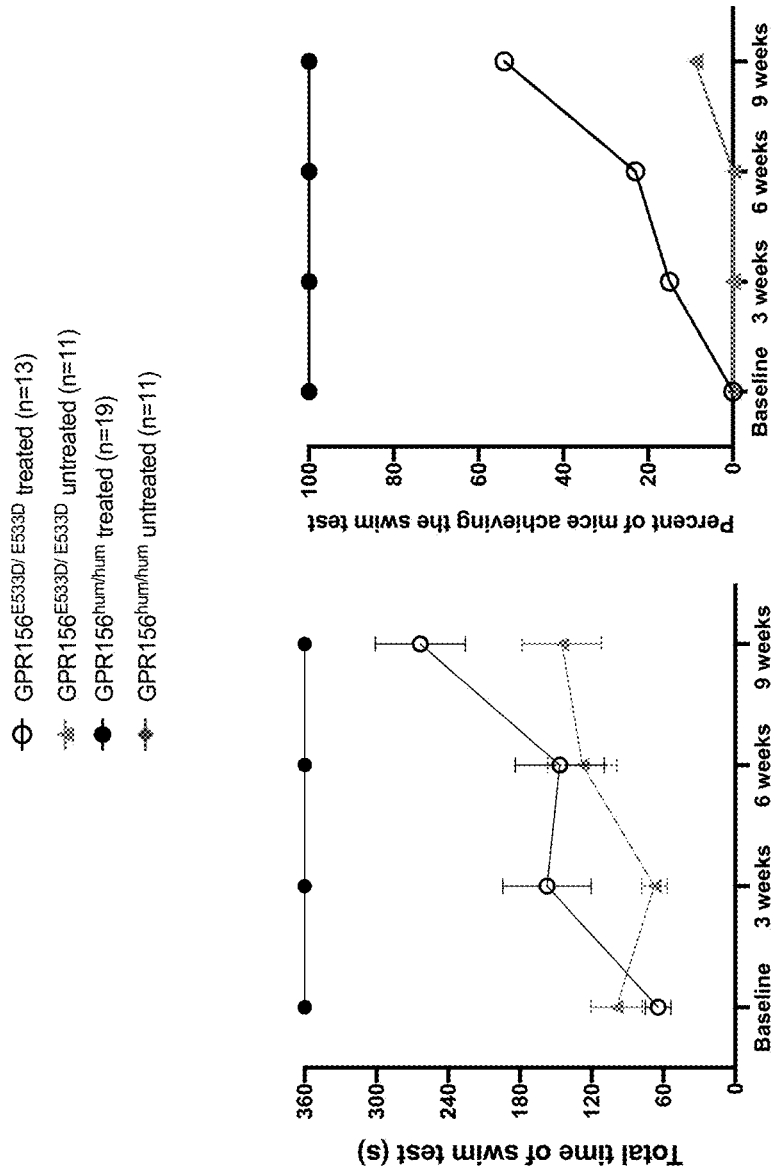 GPR156E533D/ E533D treated (n=13)
GPR156E533D/ E533D untreated (n=11)
GPR156hum/hum treated (n=19)
GPR156hum/hum untreated (n=11)
Total time of swim test (s)
360
300
240
180
120
60
0
Baseline
3 weeks
6 weeks
9 weeks
Percent of mice achieving the swim test
100
80
60
40
20
0
Baseline
3 weeks
6 weeks
9 weeks